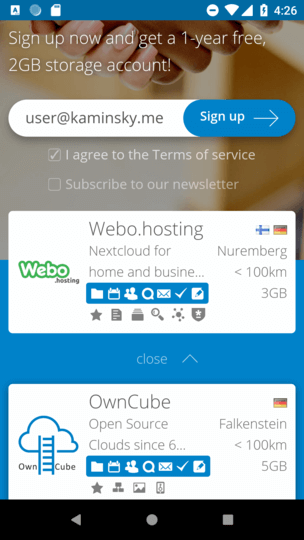 4:26
Sign up now and get a 1-year free,
2GB storage account!
user@kaminsky.me
Sign up
I agree to the Terms of service
Subscribe to our newsletter
Webo.hosting
Nextcloud for
home and busine...
Nuremberg
< 100km
3GB
Webo
.hosting
close
OwnCube
Open Source
Clouds since 6...
Falkenstein
< 100km
5GB
Own Cube